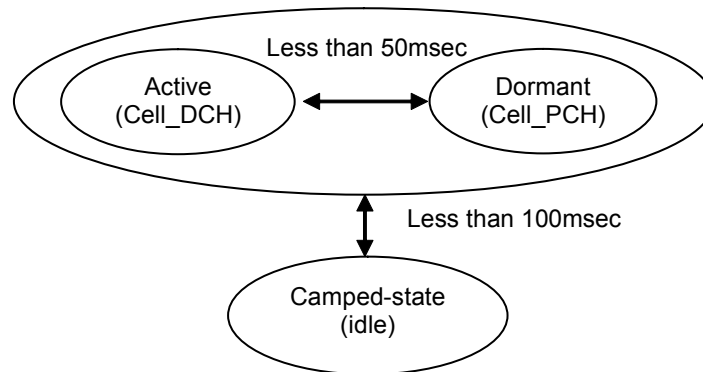 Less than 50msec
Active
(Cell_DCH)
Dormant
(Cell_PCH)
Less than 100msec
Camped-state
(idle)